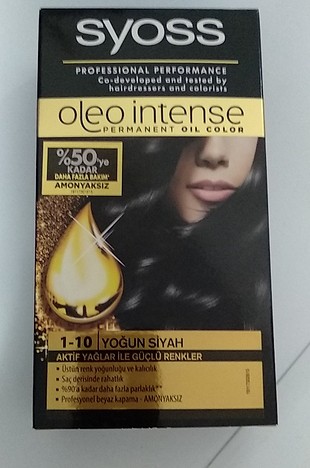 syoss
PROFESSIONAL PERFORMANCE
Co-developed and tested by
hairdressers and colorists
oleo intense
PERMANENT OIL COLOR
%50'ye
KADAR
DAHA FAZLA BAKIM*
AMONYAKSIZ
1-10 YOĞUN SİYAH
AKTİF YAĞLAR İLE GÜÇLÜ RENKLER
• Üstün renk yoğunluğu ve kalıcılık
• Saç derisinde rahatlık
• %90'a kadar daha fazla parlaklık**
• Profesyonel beyaz kapama - AMONYAKSIZ